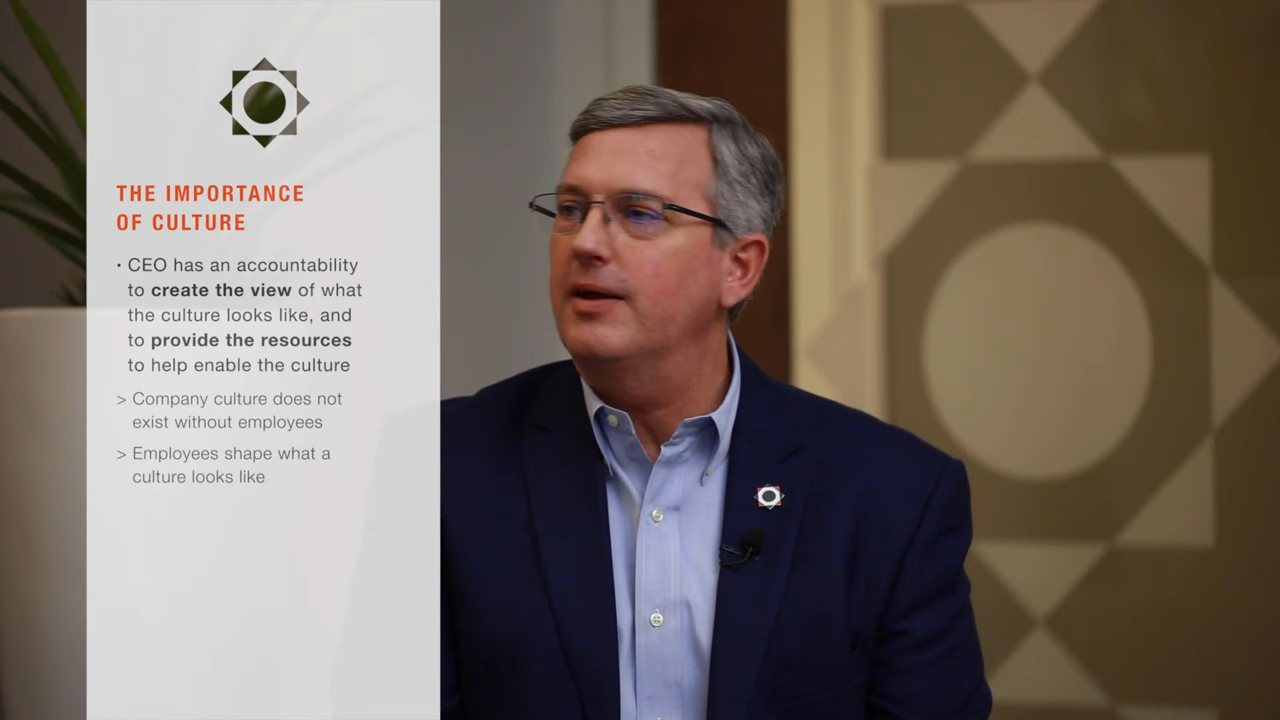 THE IMPORTANCE
OF CULTURE
· CEO has an accountability
to create the view of what
the culture looks like, and
to provide the resources
to help enable the culture
> Company culture does not
exist without employees
> Employees shape what a
culture looks like